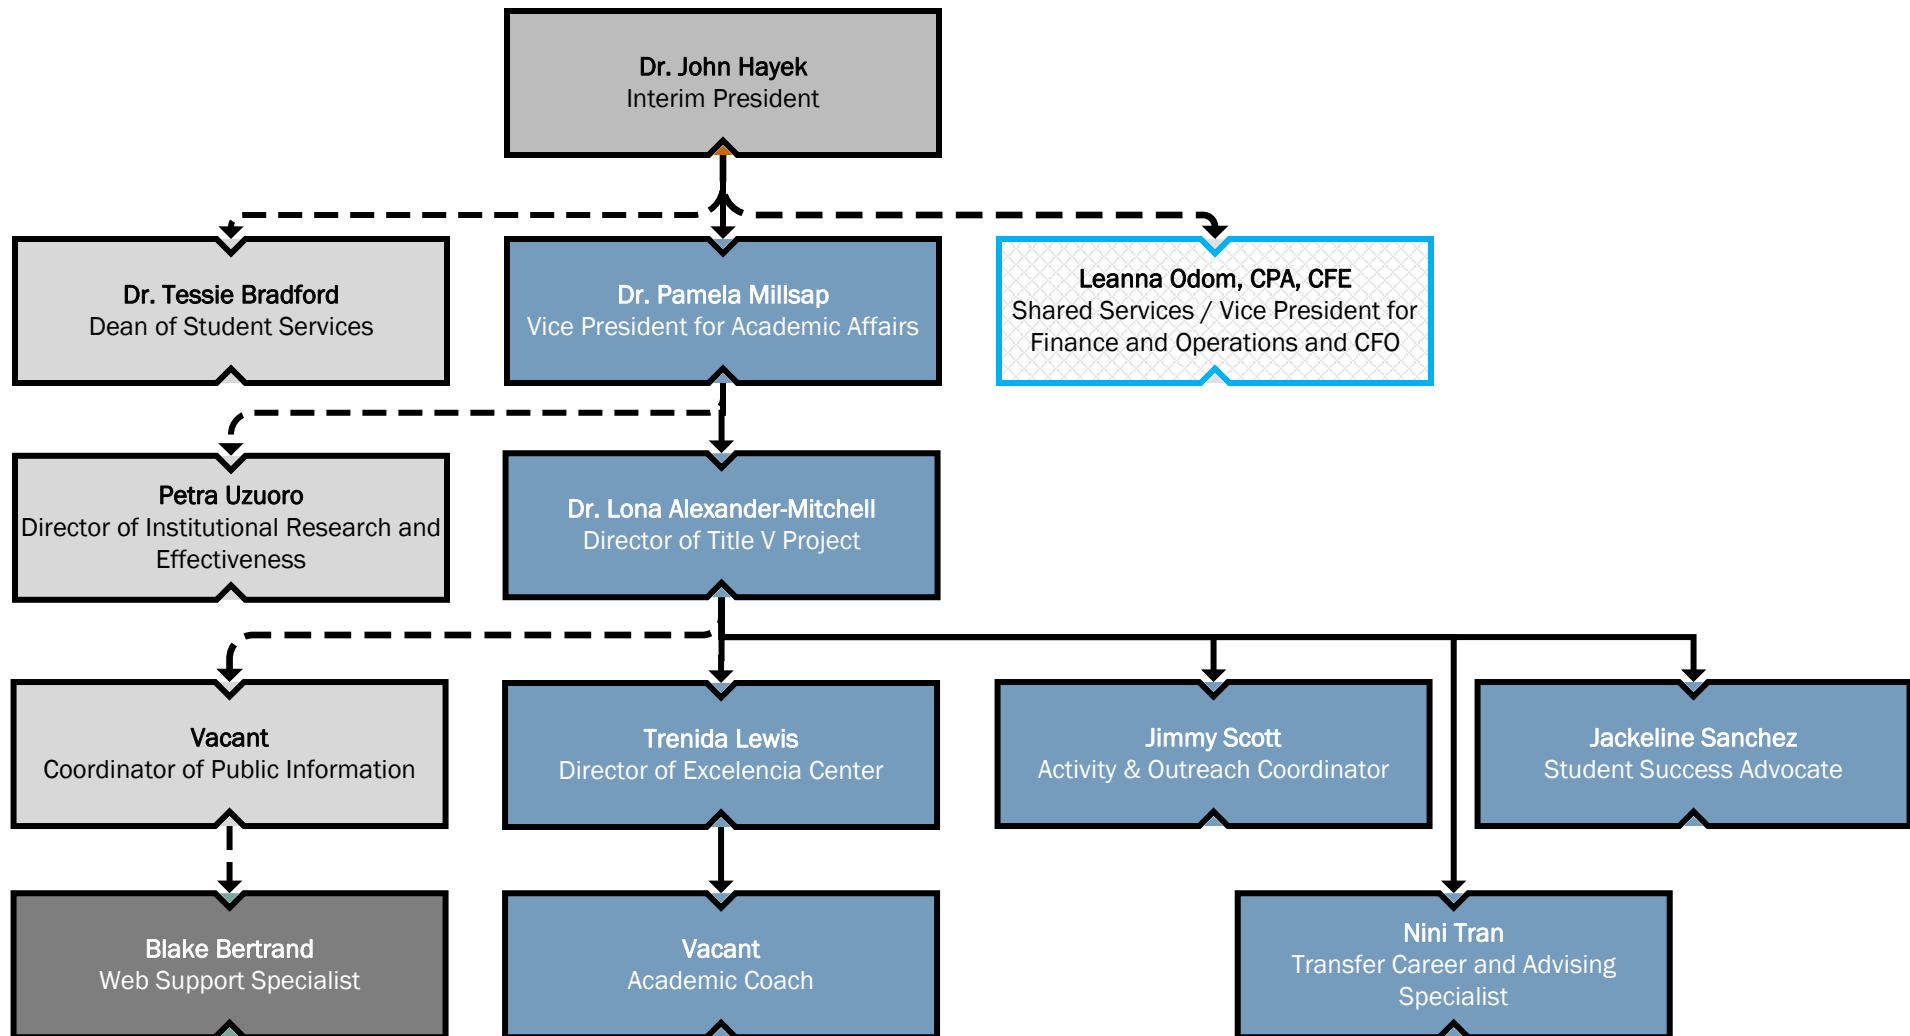 Dr. John Hayek
Interim President
Dr. Tessie Bradford
Dean of Student Services
Dr. Pamela Millsap
Vice President for Academic Affairs
Leanna Odom, CPA, CFE
Shared Services / Vice President for
Finance and Operations and CFO
Petra Uzuoro
Director of Institutional Research and
Effectiveness
Dr. Lona Alexander-Mitchell
Director of Title V Project
Vacant
Coordinator of Public Information
Trenida Lewis
Director of Excelencia Center
Jimmy Scott
Activity & Outreach Coordinator
Jackeline Sanchez
Student Success Advocate
Blake Bertrand
Web Support Specialist
Vacant
Academic Coach
Nini Tran
Transfer Career and Advising
Specialist